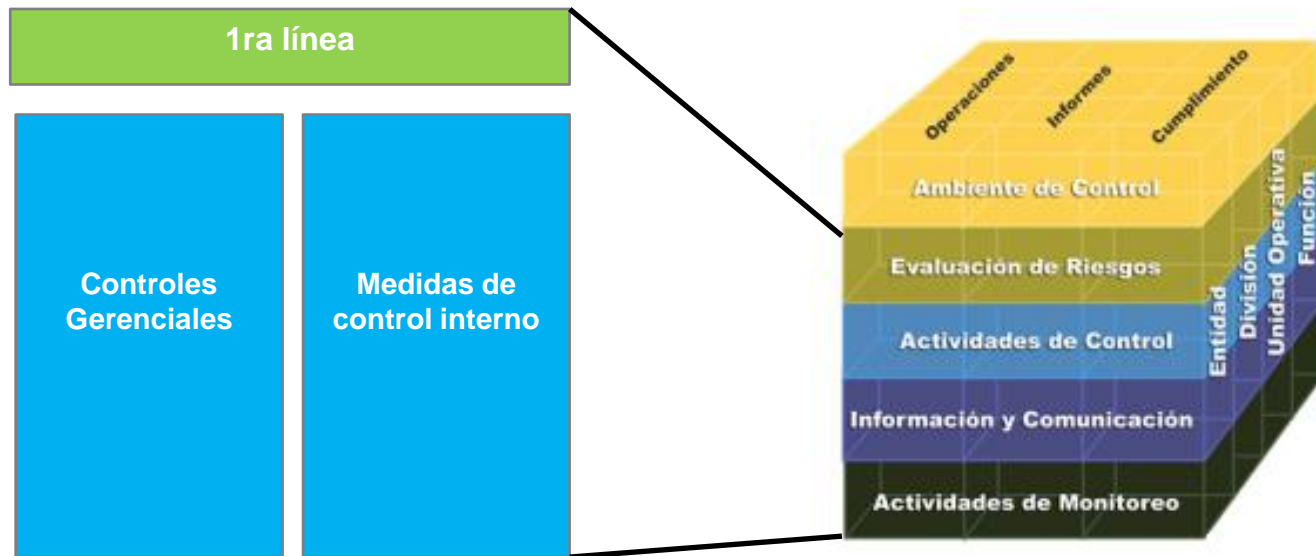 1ra línea
Controles
Gerenciales
Medidas de
control interno
Operaciones
Informes
Cumplimiento
Ambiente de Control
Evaluación de Riesgos
Actividades de Control
Información y Comunicación
Actividades de Monitoreo
Entidad
División
Unidad Operativa
Función